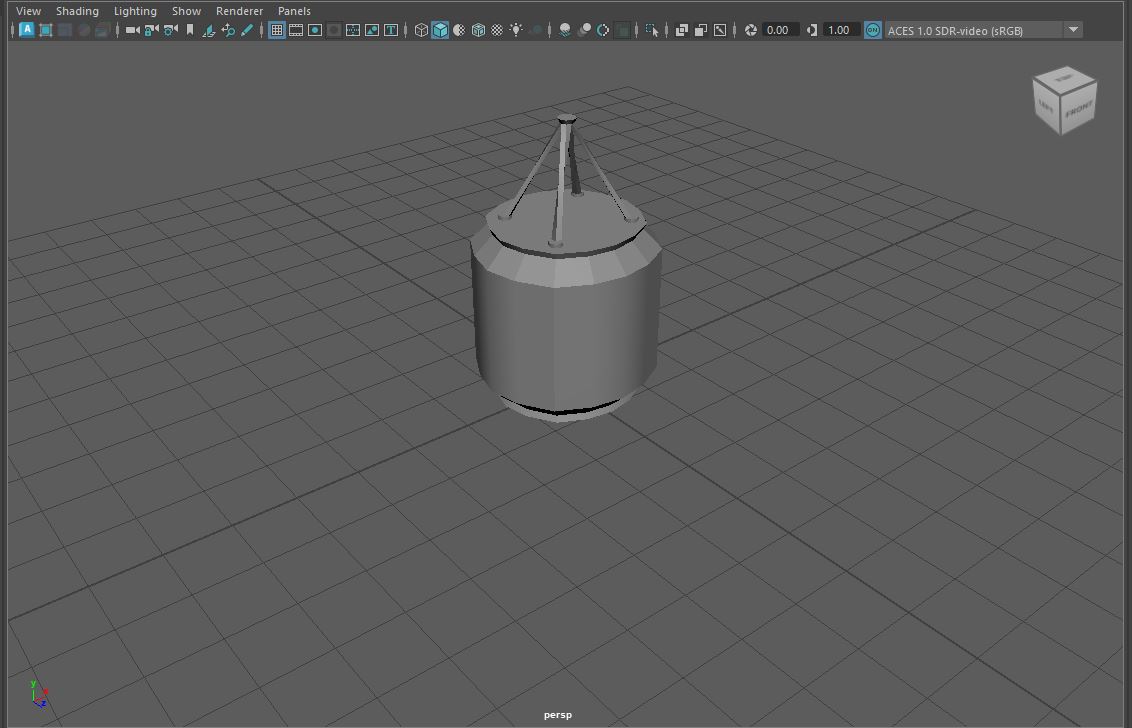 View Shading Lighting Show Renderer Panels
A T 0.00 1.00 ON ACES 1.0 SDR-video (sRGB)
TOP
LEFT FRONT
y
x
z
persp